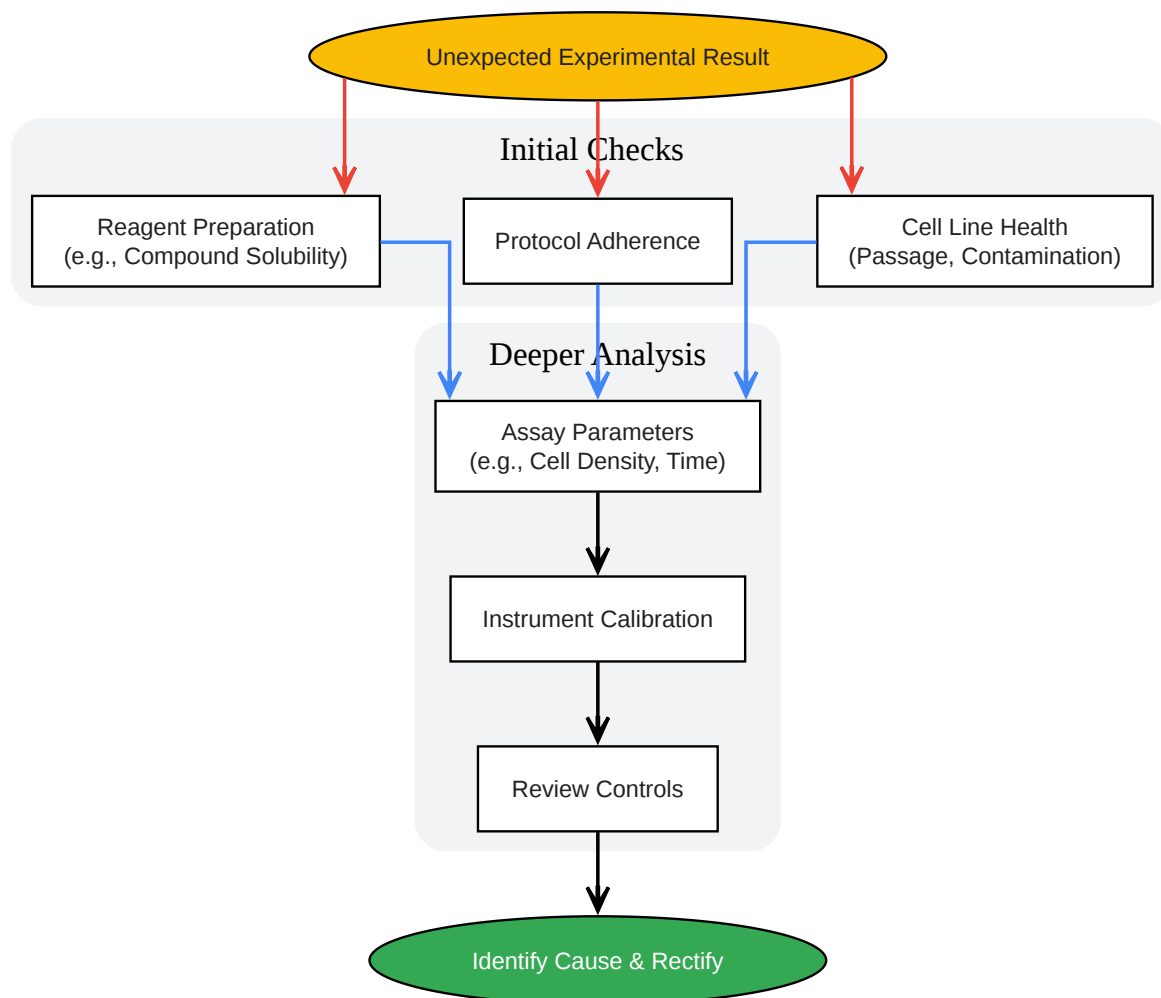 Unexpected Experimental Result
Initial Checks
Reagent Preparation
(e.g., Compound Solubility)
Protocol Adherence
Cell Line Health
(Passage, Contamination)
Deeper Analysis
Assay Parameters
(e.g., Cell Density, Time)
Instrument Calibration
Review Controls
Identify Cause & Rectify